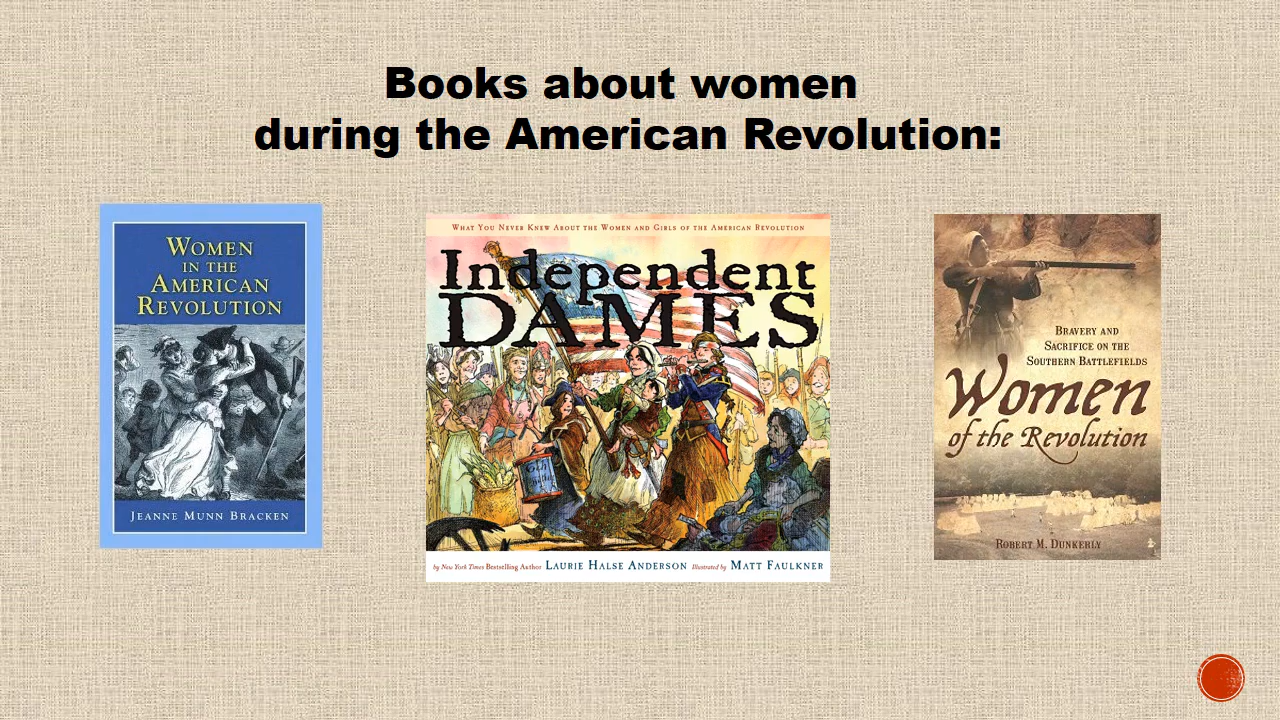 Books about women
during the American Revolution:
WOMEN
IN THE
AMERICAN
REVOLUTION
JEANNE MUNN BRACKEN
WHAT YOU NEVER KNEW ABOUT THE WOMEN AND GIRLS OF THE AMERICAN REVOLUTION
Independent
DAMES
by New York Times Bestselling Author LAURIE HALSE ANDERSON Illustrated by MATT FAULKNER
BRAVERY AND
SACRIFICE ON THE
SOUTHERN BATTLEFIELDS
Women
of the Revolution
ROBERT M. DUNKERLY